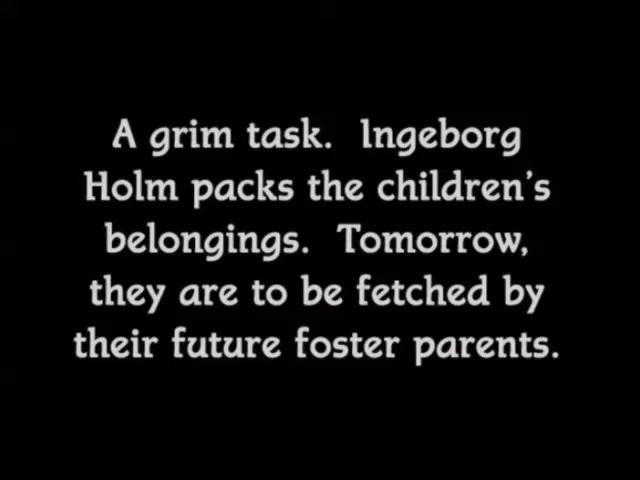 A grim task. Ingeborg
Holm packs the children's
belongings. Tomorrow,
they are to be fetched by
their future foster parents.